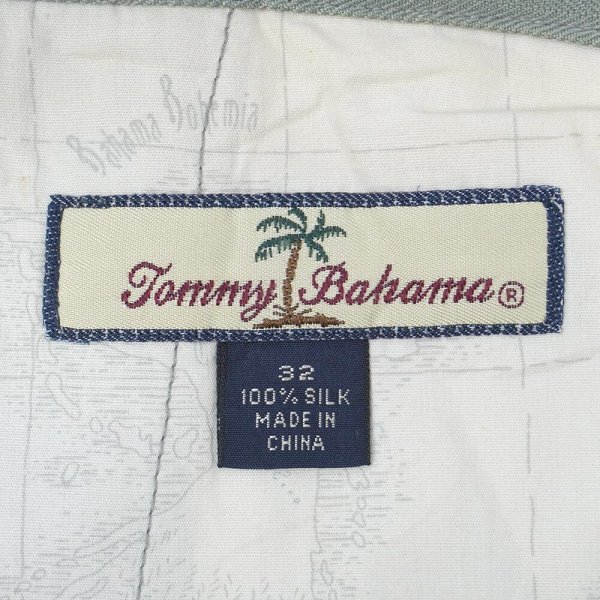 Bahama Bohemia
Tommy Bahama®
32
100% SILK
MADE IN
CHINA